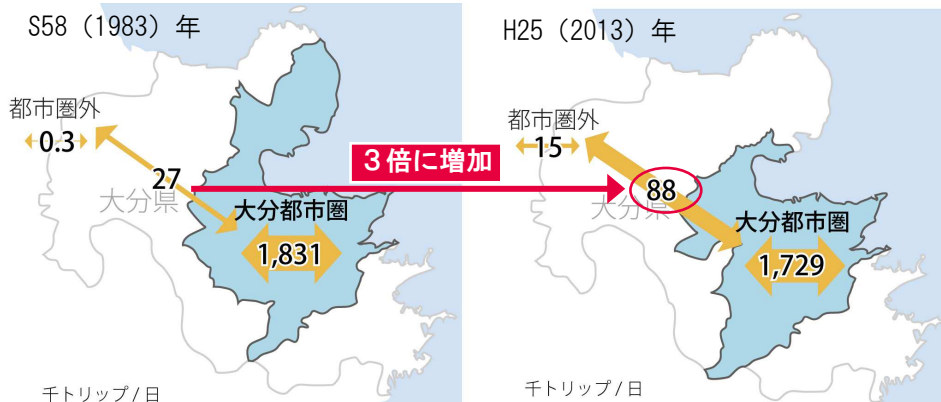 S58（1983）年
都市圏外
0.3
27
大分県
大分都市圏
1,831
千トリップ/日
３倍に増加
H25（2013）年
都市圏外
15
88
大分県
大分都市圏
1,729
千トリップ/日